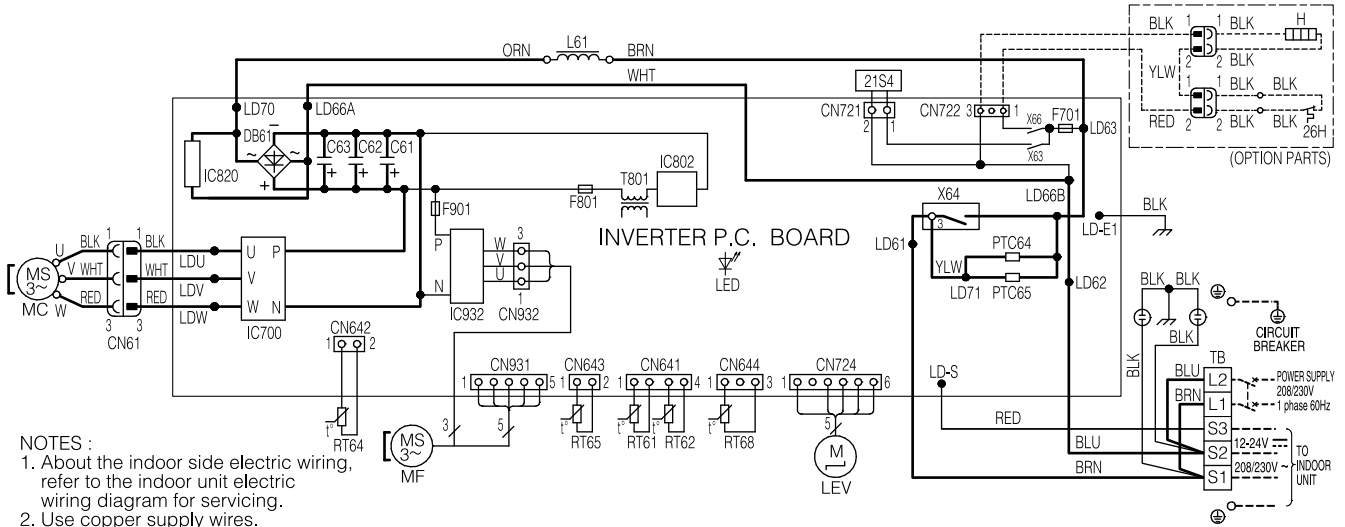 BLK 1 1 BLK H
2 2 BLK
YLW
1 1 BLK BLK
RED 2 2 BLK BLK 26H
(OPTION PARTS)
ORN L61 BRN
WHT
21S4
LD70 LD66A
CN721 CN722 3 1
2 1
X66 F701 LD63
X63
DB61
−
~ ~
+
C63 C62 C61
+ + +
IC820
IC802
T801
F801
F901
X64
3
LD66B
BLK
LD-E1
INVERTER P.C. BOARD
LED
LD61
PTC64
YLW
LD71 PTC65
LD62
U BLK 1 1 BLK LDU U P
MS 3~ V WHT WHT LDV V
MC W RED RED LDW W N
3 3
CN61
IC700
P W 3
V
N U 1
IC932 CN932
BLK BLK
CIRCUIT
BREAKER
BLK
BLK
CN642
1 2
t°
RT64
CN931
1 5
CN643
1 2
t°
RT65
CN641
1 4
t° t°
RT61 RT62
CN644
1 3
t°
RT68
CN724
1 6
3 5 5
MS
3~
MF
M
LEV
LD-S
RED
BLU
BRN
TB
BLU L2 POWER SUPPLY
208/230V
BRN L1 1 phase 60Hz
S3
S2 12-24V
S1 208/230V ~
TO
INDOOR
UNIT
NOTES :
1. About the indoor side electric wiring,
refer to the indoor unit electric
wiring diagram for servicing.
2. Use copper supply wires.